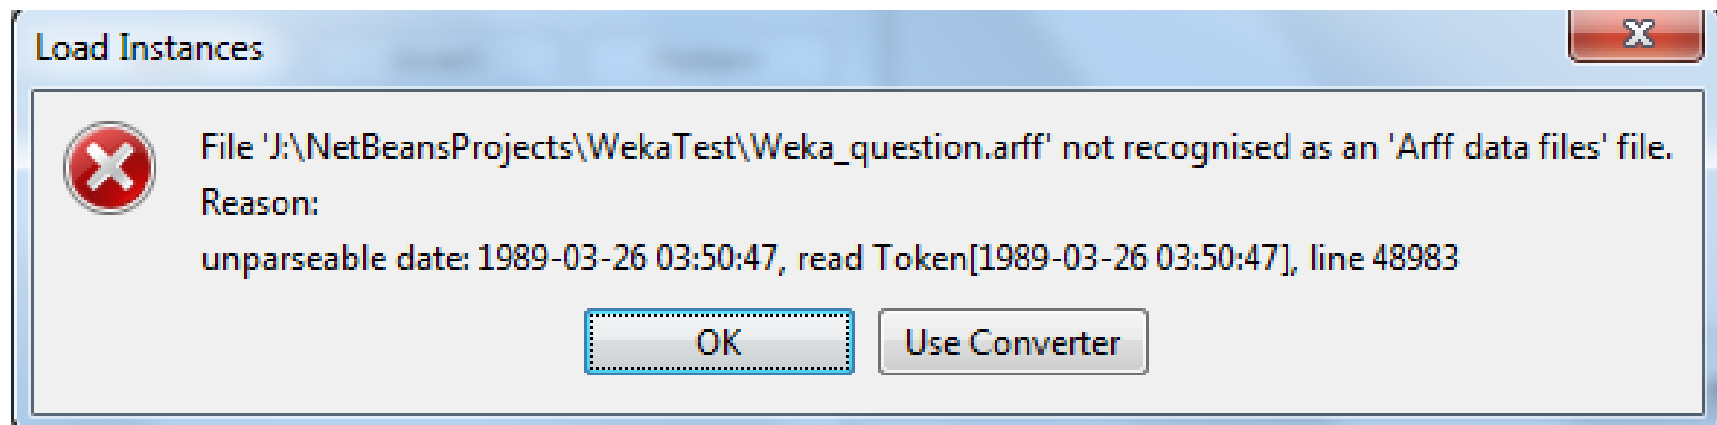 Load Instances
File 'J:\NetBeansProjects\WekaTest\Weka_question.arff' not recognised as an 'Arff data files' file.
Reason:
unparseable date: 1989-03-26 03:50:47, read Token[1989-03-26 03:50:47], line 48983
OK
Use Converter